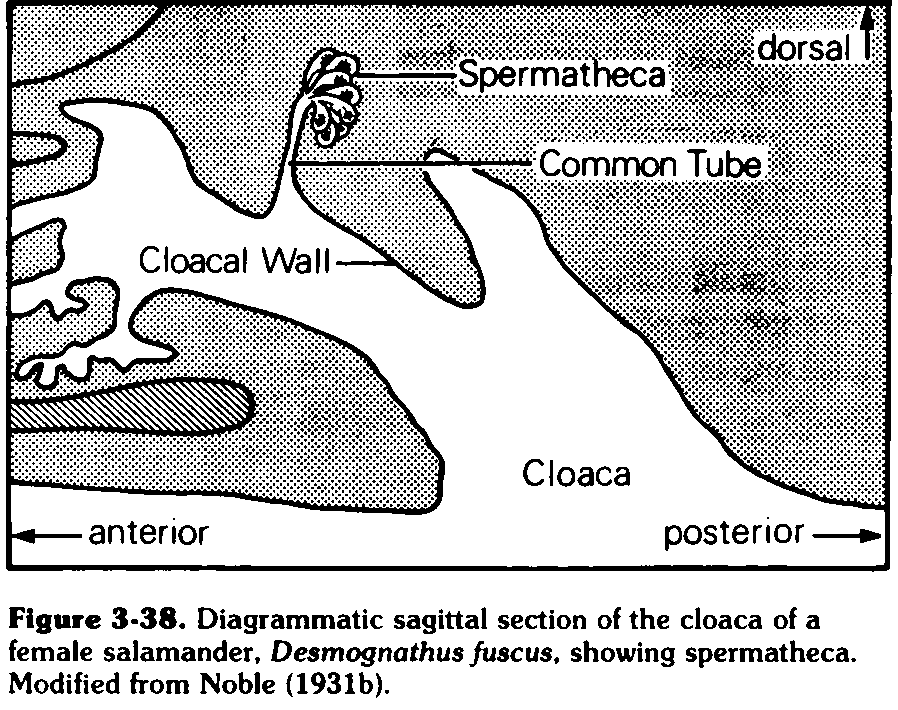 dorsal
Spermatheca
Common Tube
Cloacal Wall
Cloaca
anterior
posterior
Figure 3-38. Diagrammatic sagittal section of the cloaca of a
female salamander, Desmognathus fuscus, showing spermatheca.
Modified from Noble (1931b).